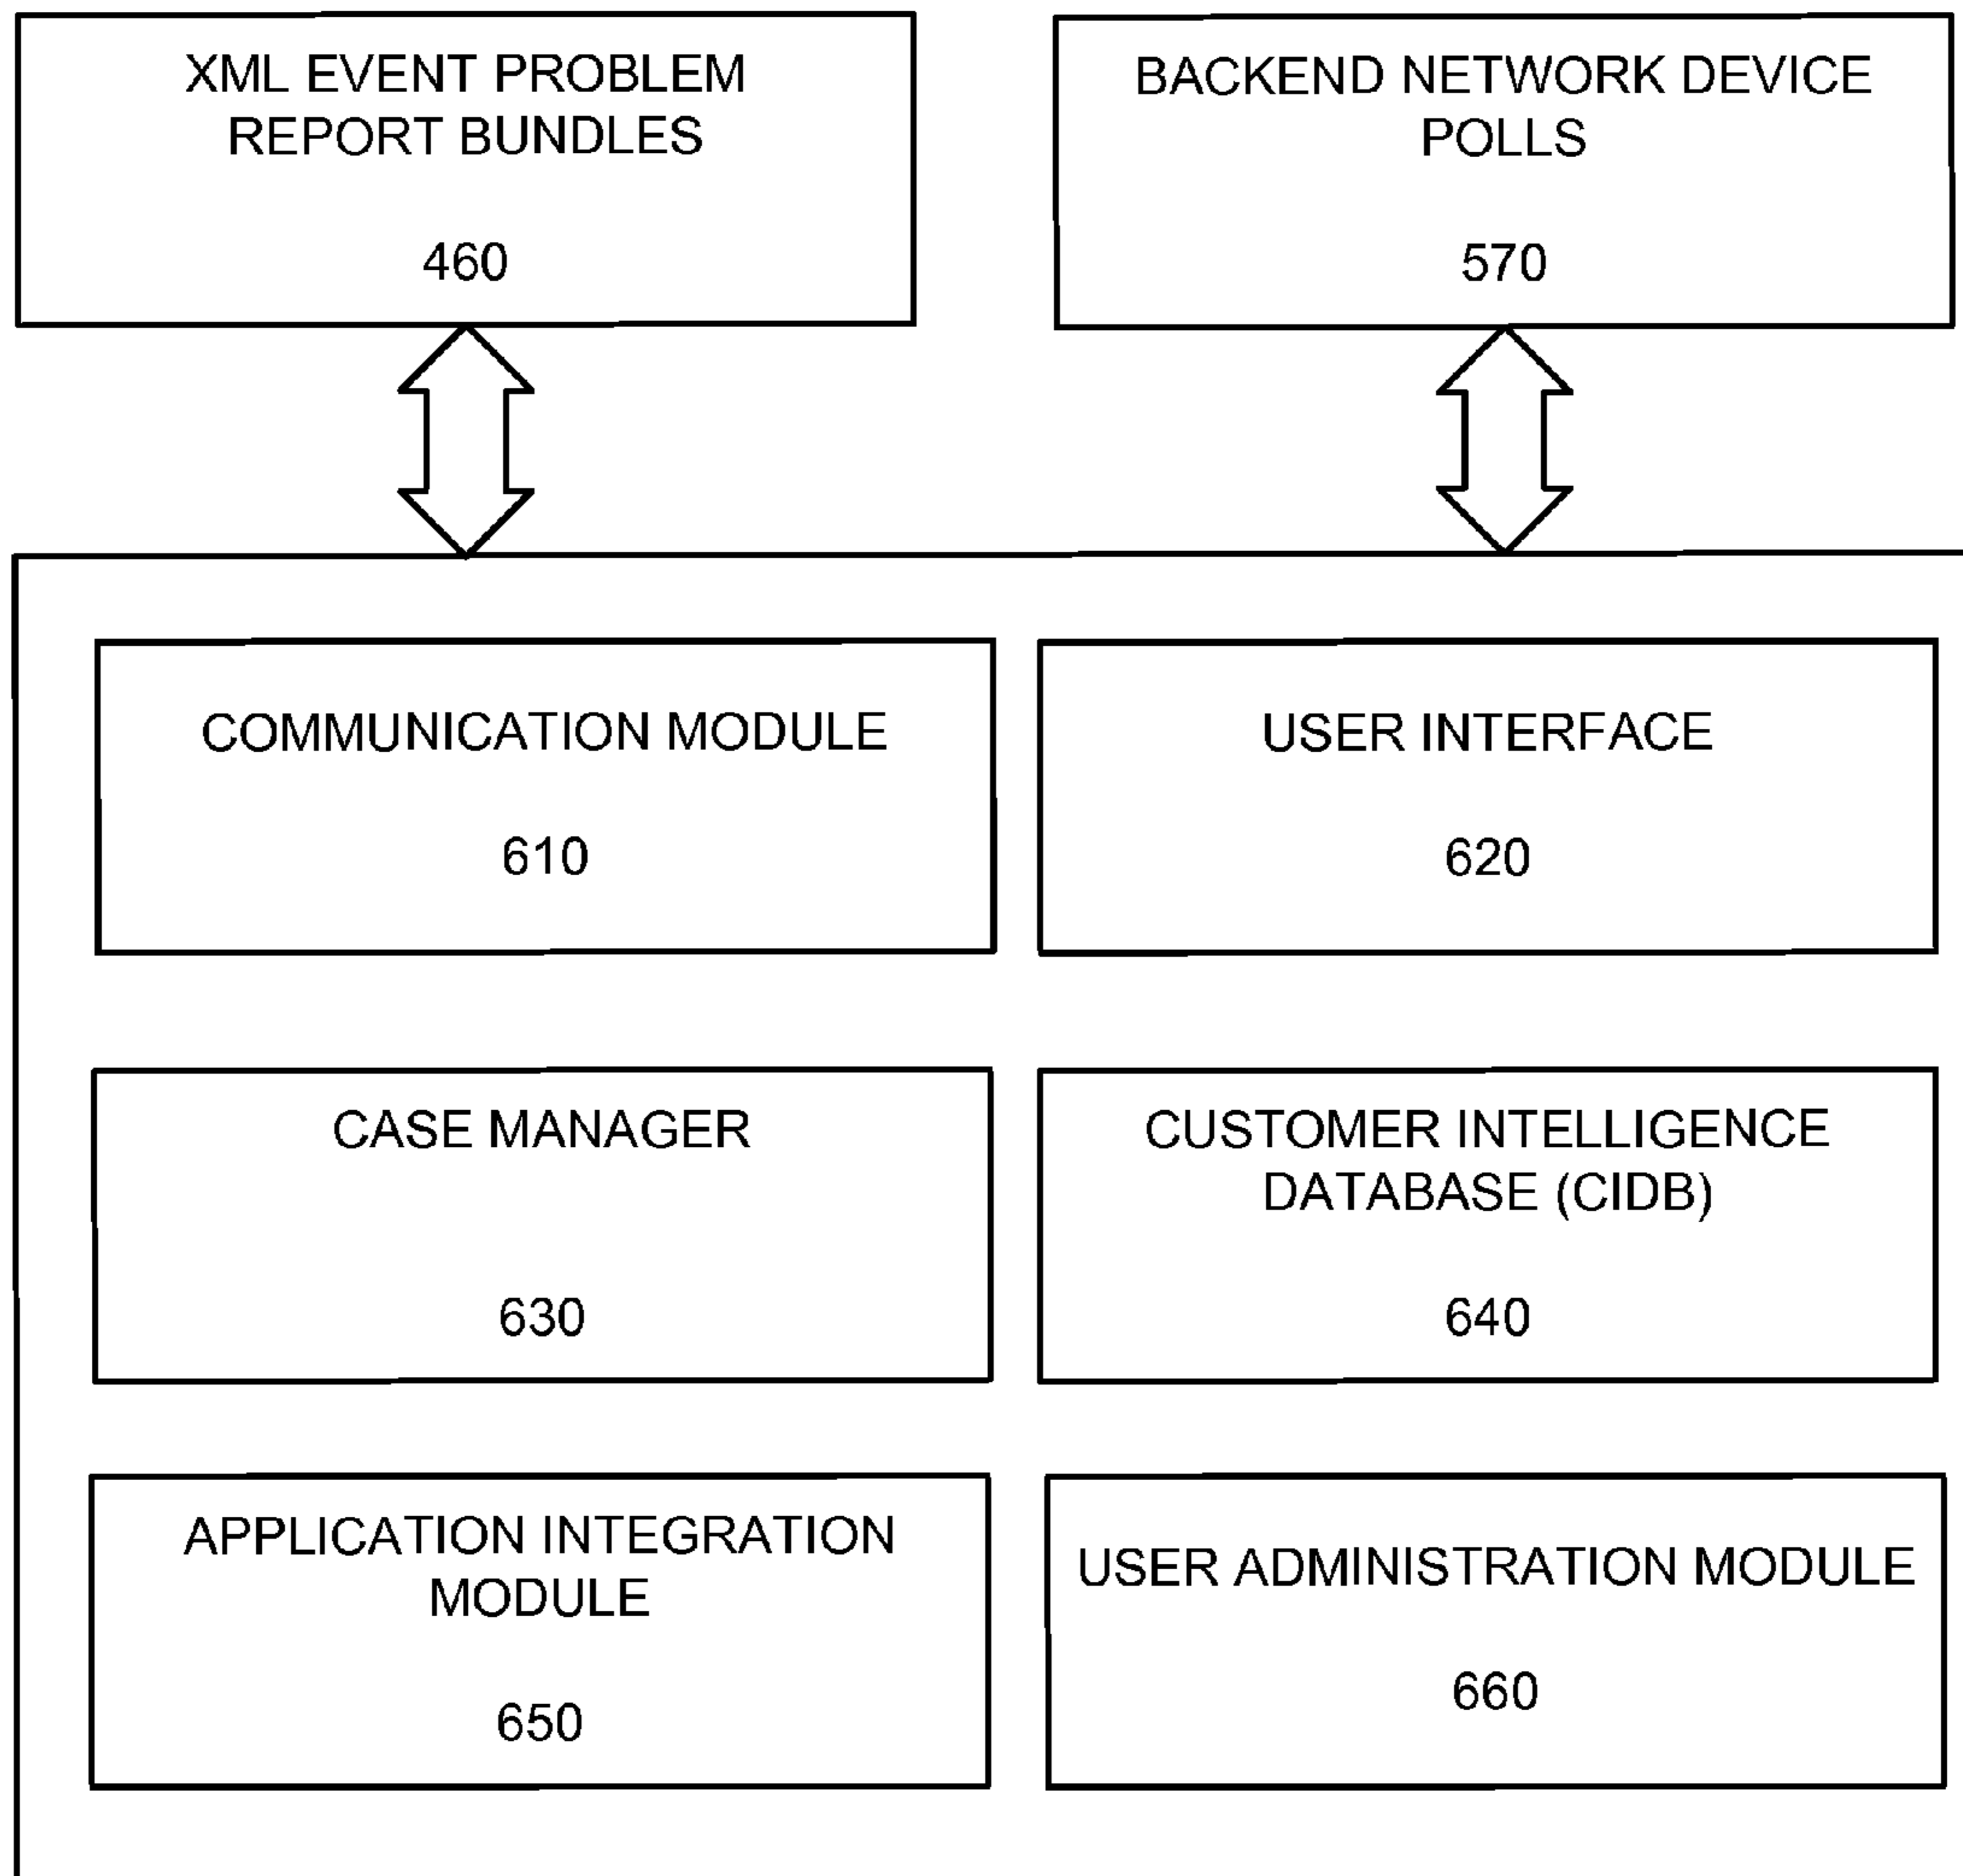 XML EVENT PROBLEM
REPORT BUNDLES
460
BACKEND NETWORK DEVICE
POLLS
570
COMMUNICATION MODULE
610
USER INTERFACE
620
CASE MANAGER
630
CUSTOMER INTELLIGENCE
DATABASE (CIDB)
640
APPLICATION INTEGRATION
MODULE
650
USER ADMINISTRATION MODULE
660